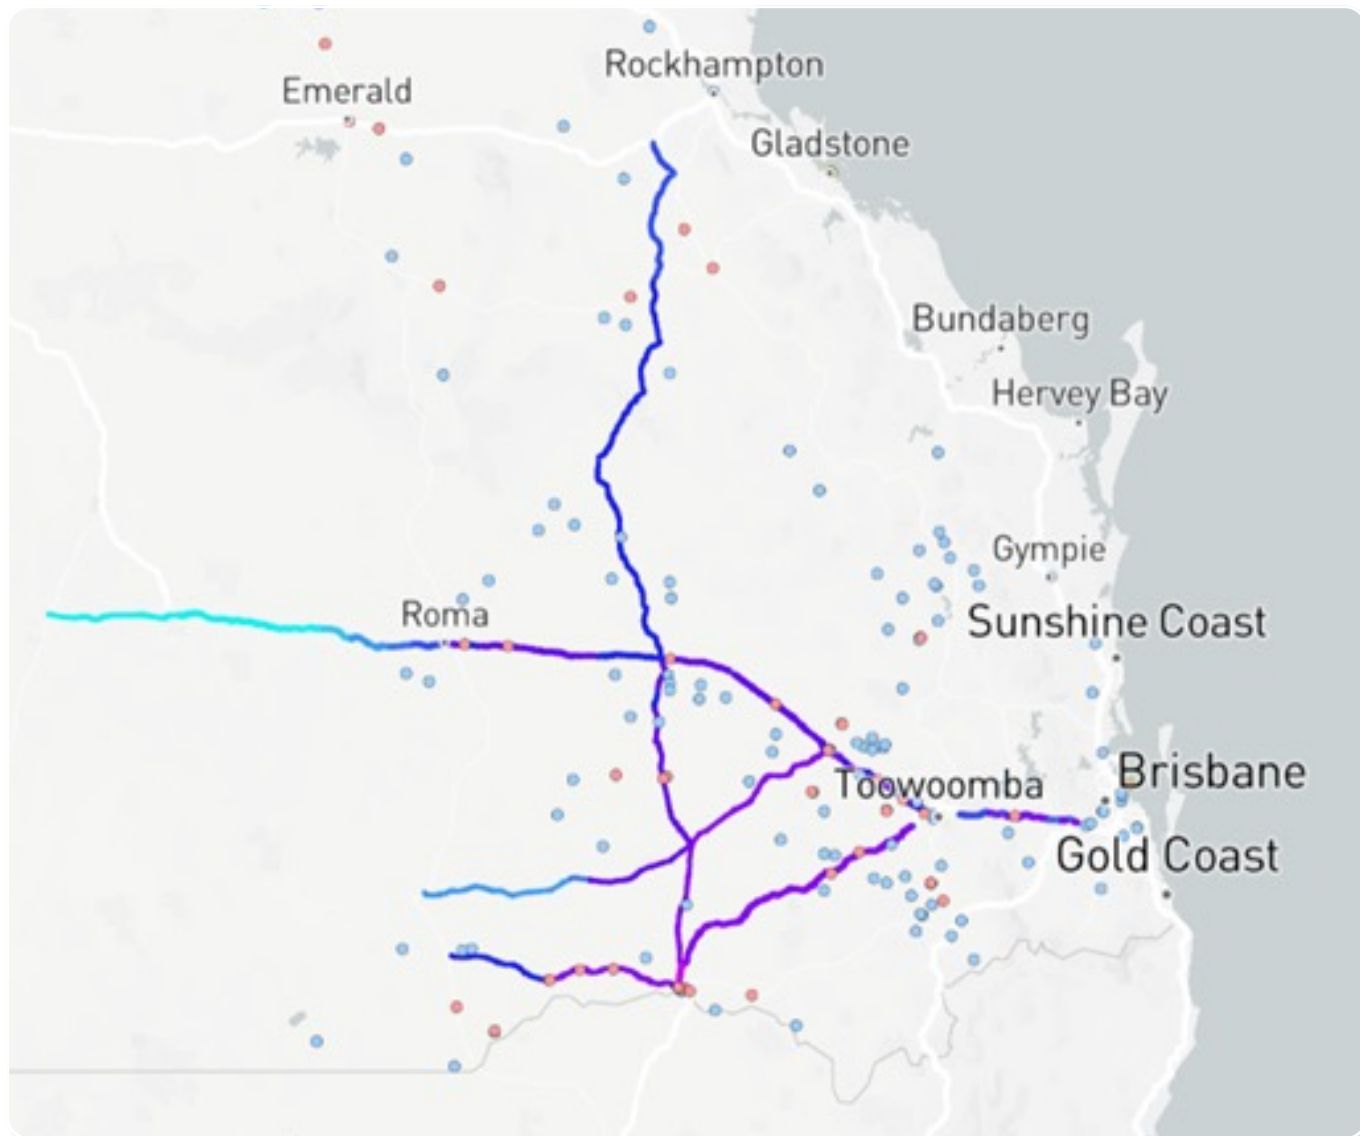 Rockhampton
Emerald
Gladstone
Bundaberg
Hervey Bay
Gympie
Roma
Sunshine Coast
Toowoomba
Brisbane
Gold Coast